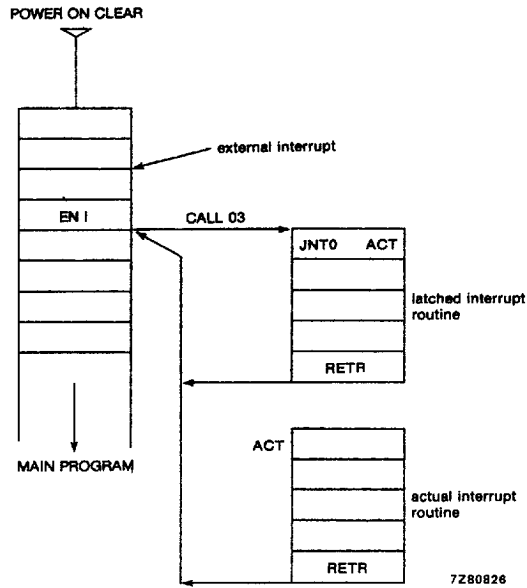 POWER ON CLEAR
external interrupt
EN I
CALL 03
JNT0 ACT
latched interrupt
routine
RETR
ACT
MAIN PROGRAM
actual interrupt
routine
RETR
7Z80826